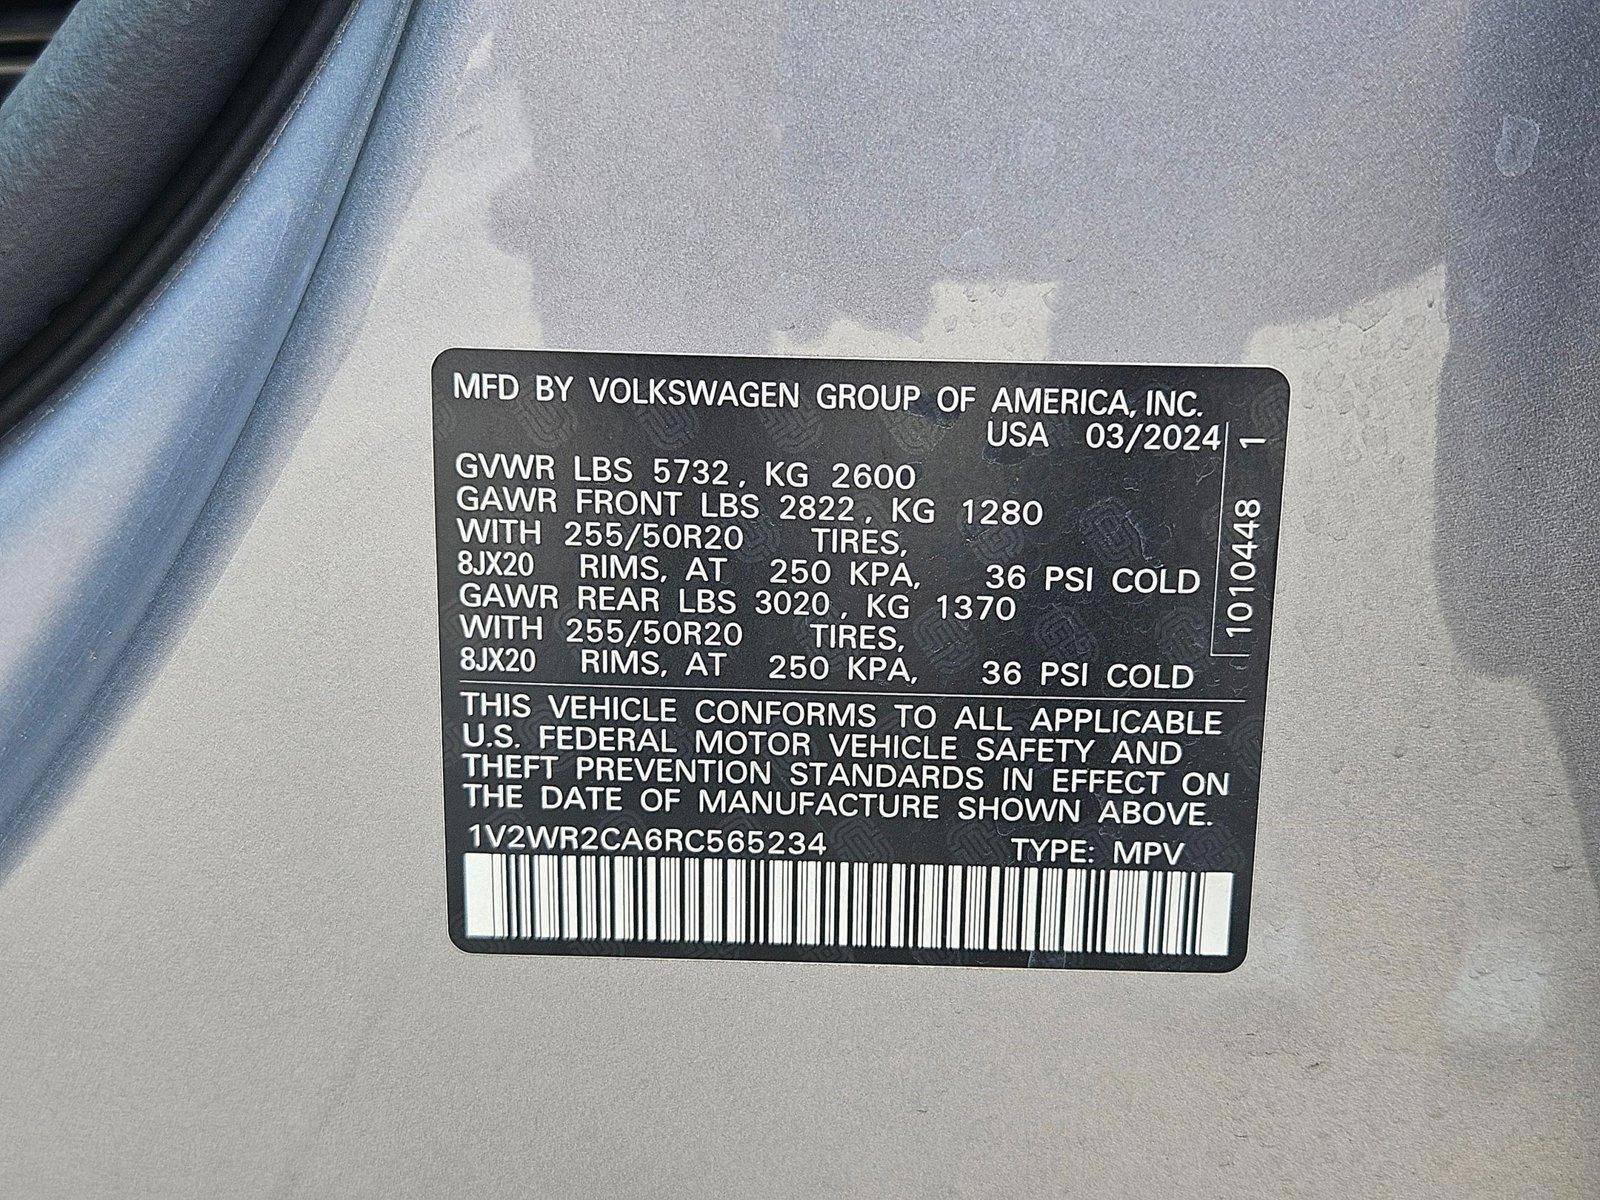 MFD BY VOLKSWAGEN GROUP OF AMERICA, INC.
USA 03/2024
GVWR LBS 5732, KG 2600
GAWR FRONT LBS 2822, KG 1280
WITH 255/50R20 TIRES,
8JX20 RIMS, AT 250 KPA, 36 PSI COLD
GAWR REAR LBS 3020, KG 1370
WITH 255/50R20 TIRES,
8JX20 RIMS, AT 250 KPA, 36 PSI COLD
1010448 1
THIS VEHICLE CONFORMS TO ALL APPLICABLE
U.S. FEDERAL MOTOR VEHICLE SAFETY AND
THEFT PREVENTION STANDARDS IN EFFECT ON
THE DATE OF MANUFACTURE SHOWN ABOVE.
1V2WR2CA6RC565234 TYPE: MPV